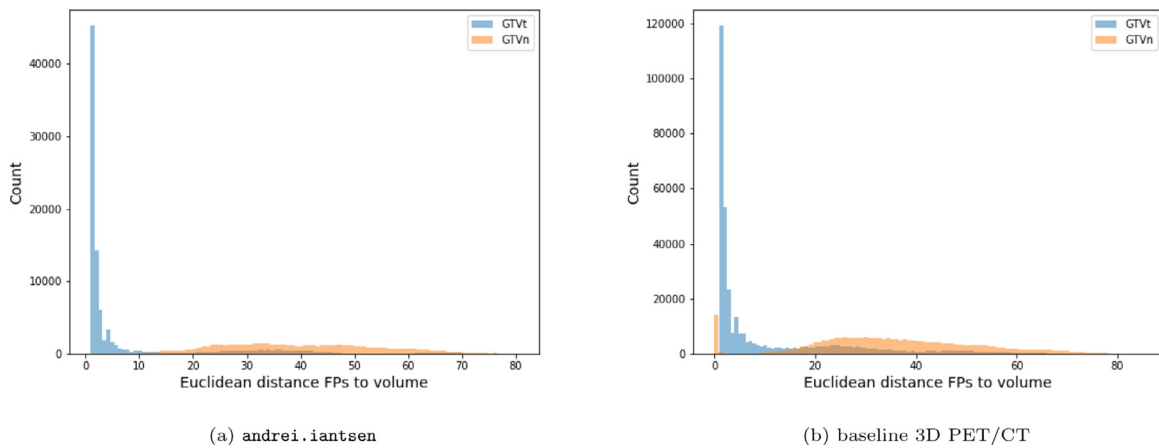 GTVt
GTVn
40000
30000
20000
10000
0
Count
0 10 20 30 40 50 60 70 80
Euclidean distance FPs to volume
(a) andrei.iantsen
GTVt
GTVn
120000
100000
80000
60000
40000
20000
0
Count
0 20 40 60 80
Euclidean distance FPs to volume
(b) baseline 3D PET/CT